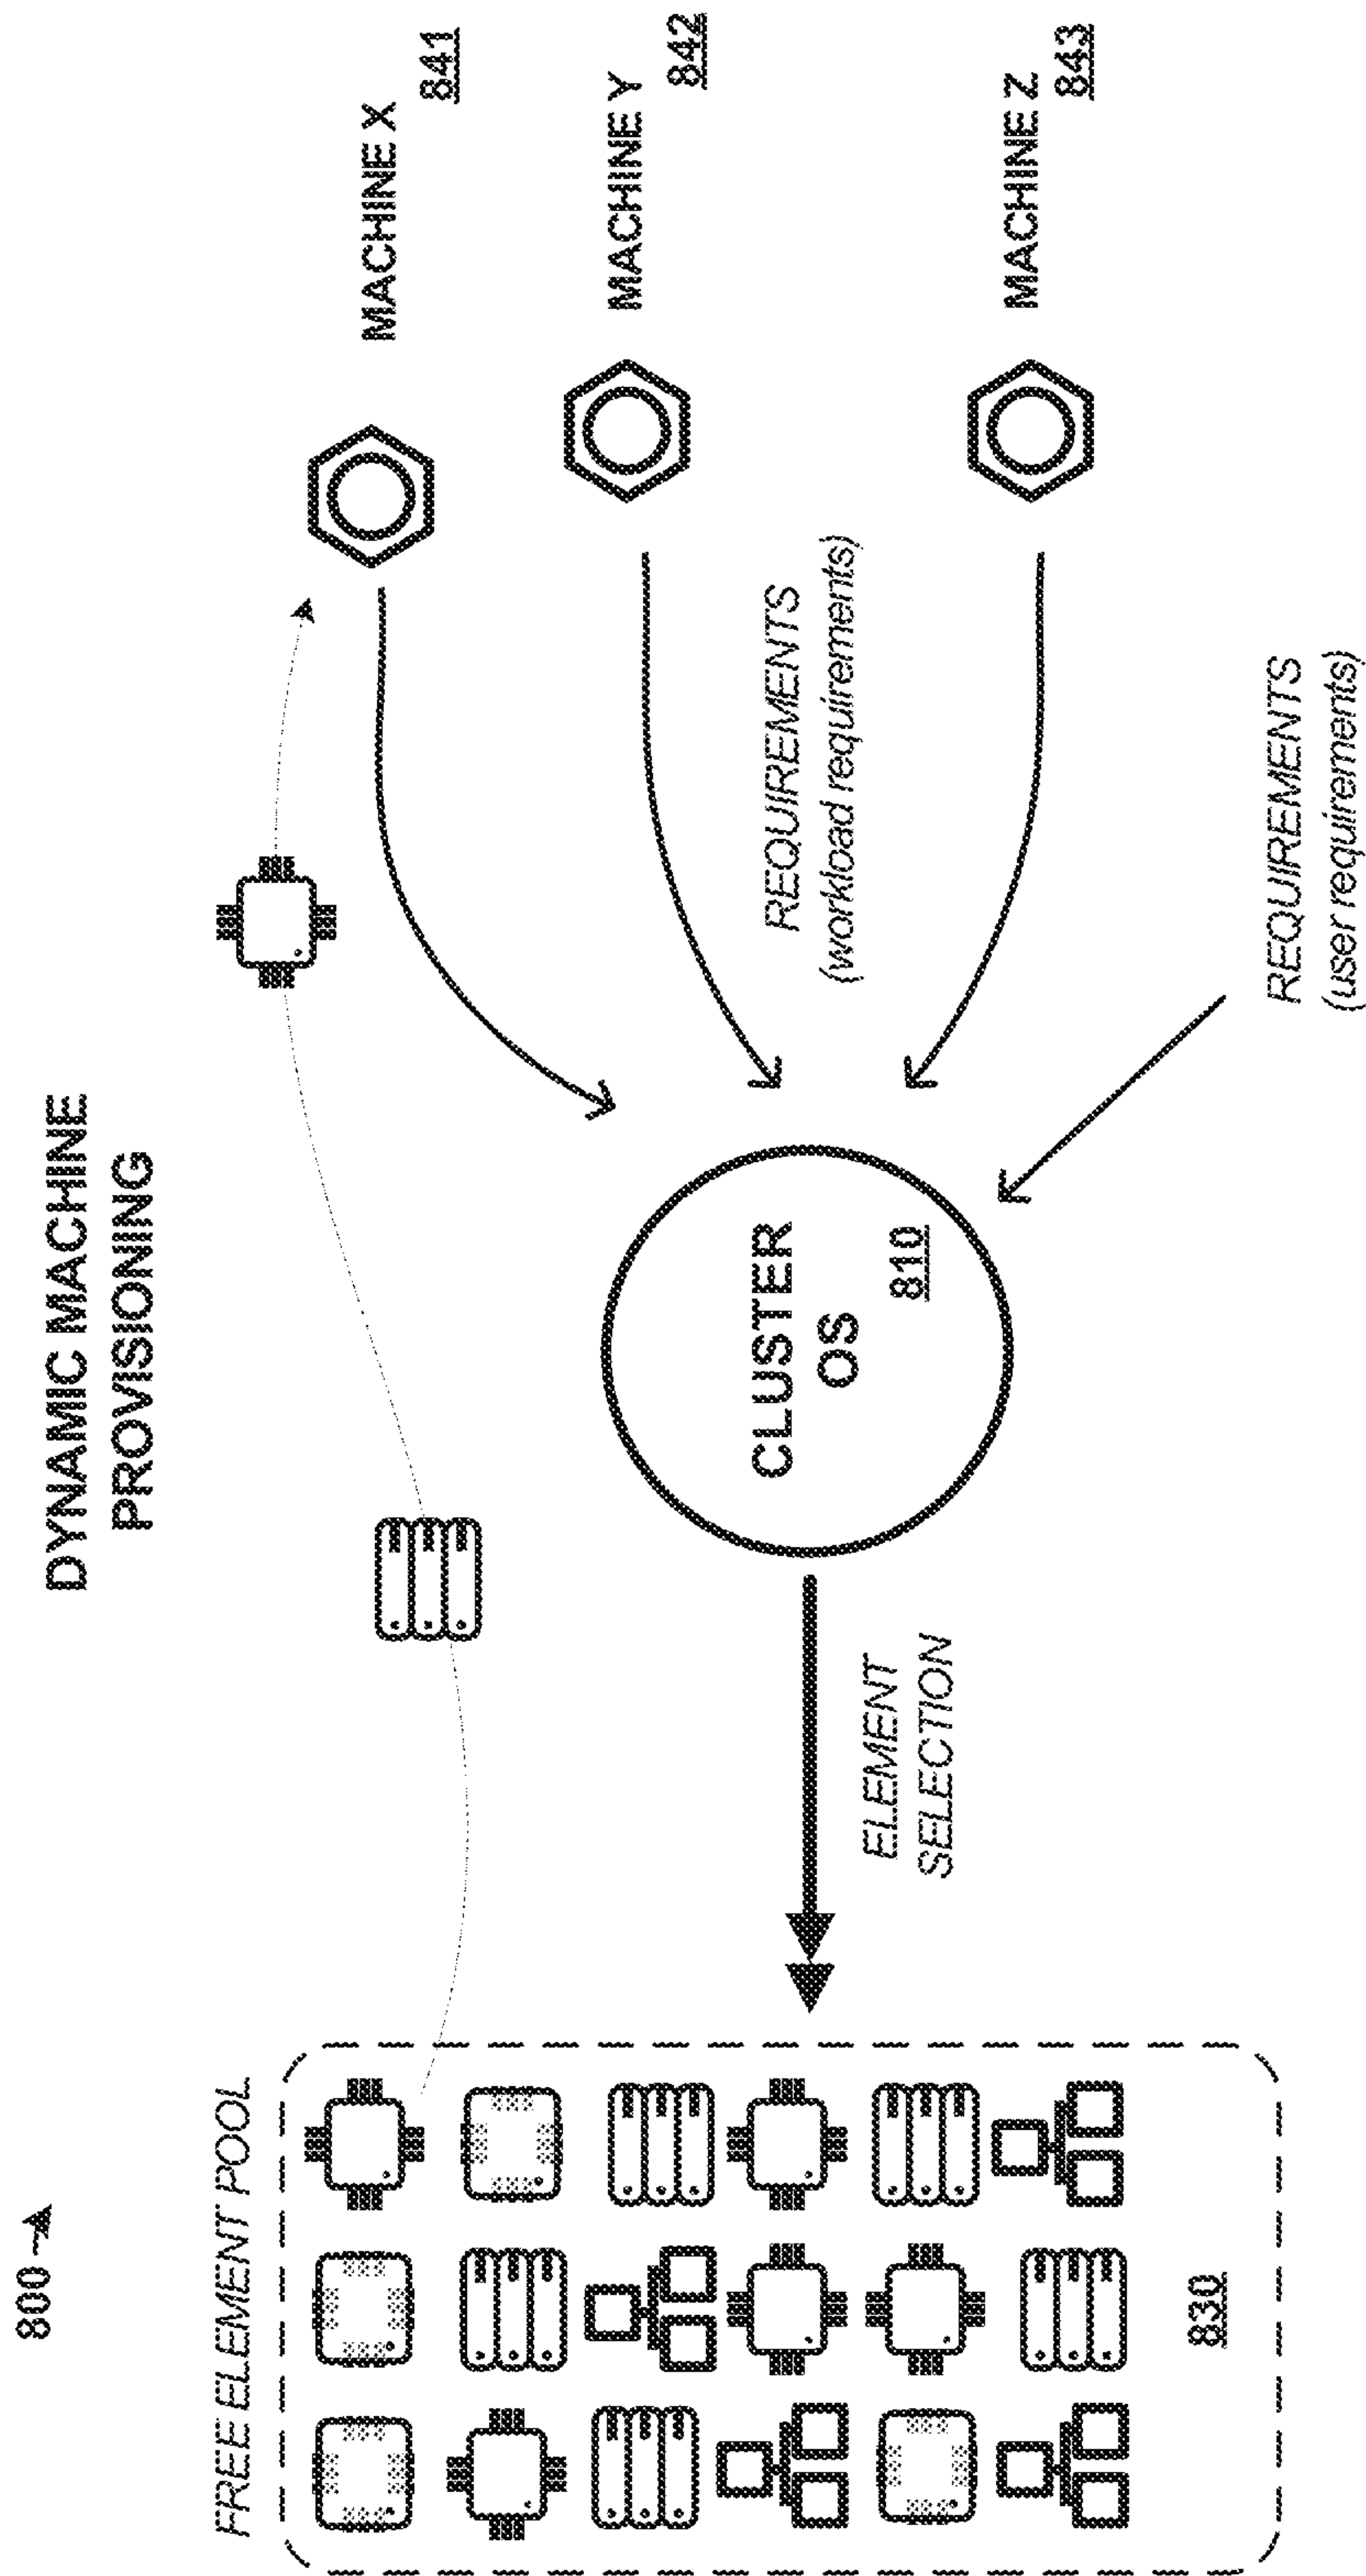 800
DYNAMIC MACHINE
PROVISIONING
FREE ELEMENT POOL
830
ELEMENT
SELECTION
CLUSTER
OS
810
MACHINE X
841
MACHINE Y
842
REQUIREMENTS
(workload requirements)
MACHINE Z
843
REQUIREMENTS
(user requirements)